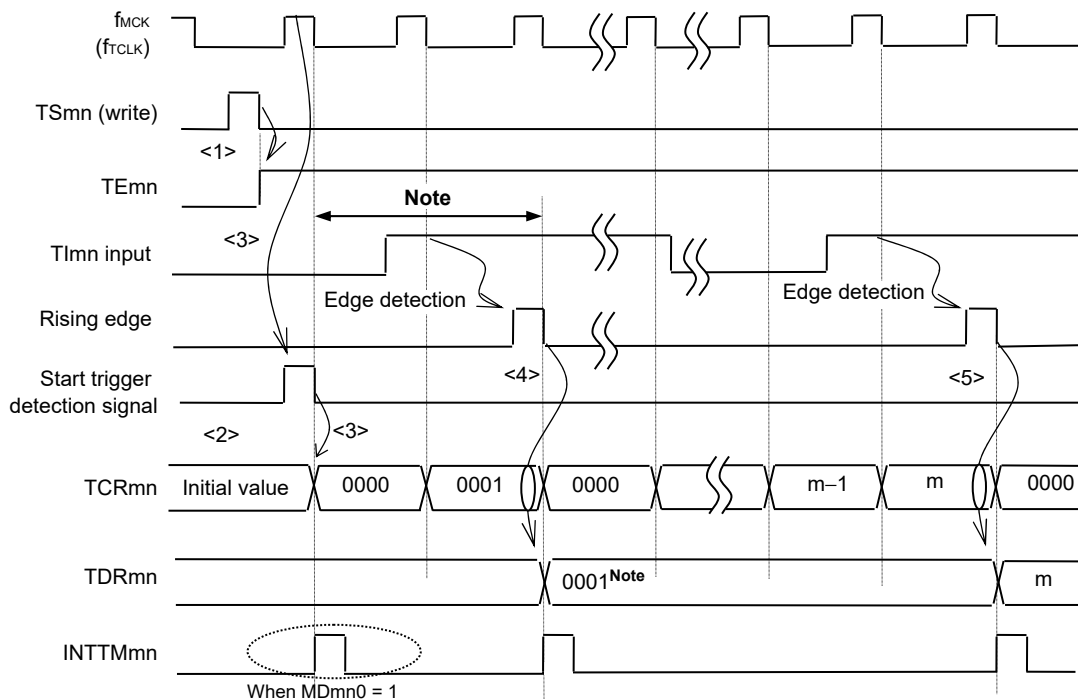 fMCK
(fTCLK)
TSmn (write)
<1>
TEmn
Note
<3>
TImn input
Edge detection
Edge detection
Rising edge
<4>
<5>
Start trigger
detection signal
<2>
<3>
TCRmn
Initial value
0000
0001
0000
m−1
m
0000
TDRmn
0001Note
m
INTTMmn
When MDmn0 = 1